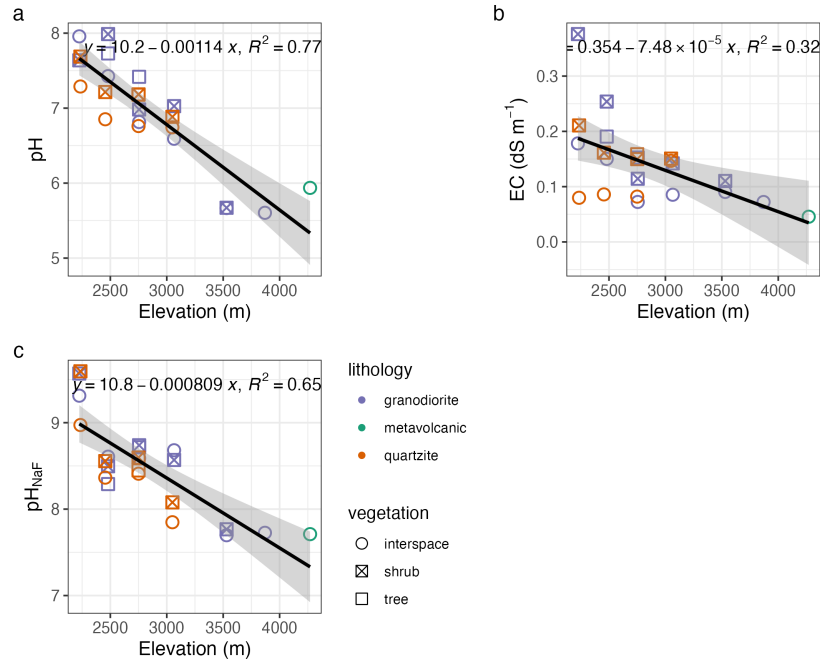 a
y = 10.2 − 0.00114 x, R² = 0.77
8
7
6
5
pH
2500 3000 3500 4000
Elevation (m)
b
= 0.354 − 7.48 × 10⁻⁵ x, R² = 0.32
0.3
0.2
0.1
0.0
EC (dS m⁻¹)
2500 3000 3500 4000
Elevation (m)
c
y = 10.8 − 0.000809 x, R² = 0.65
9
8
7
pH_NaF
2500 3000 3500 4000
Elevation (m)
lithology
granodiorite
metavolcanic
quartzite
vegetation
interspace
shrub
tree